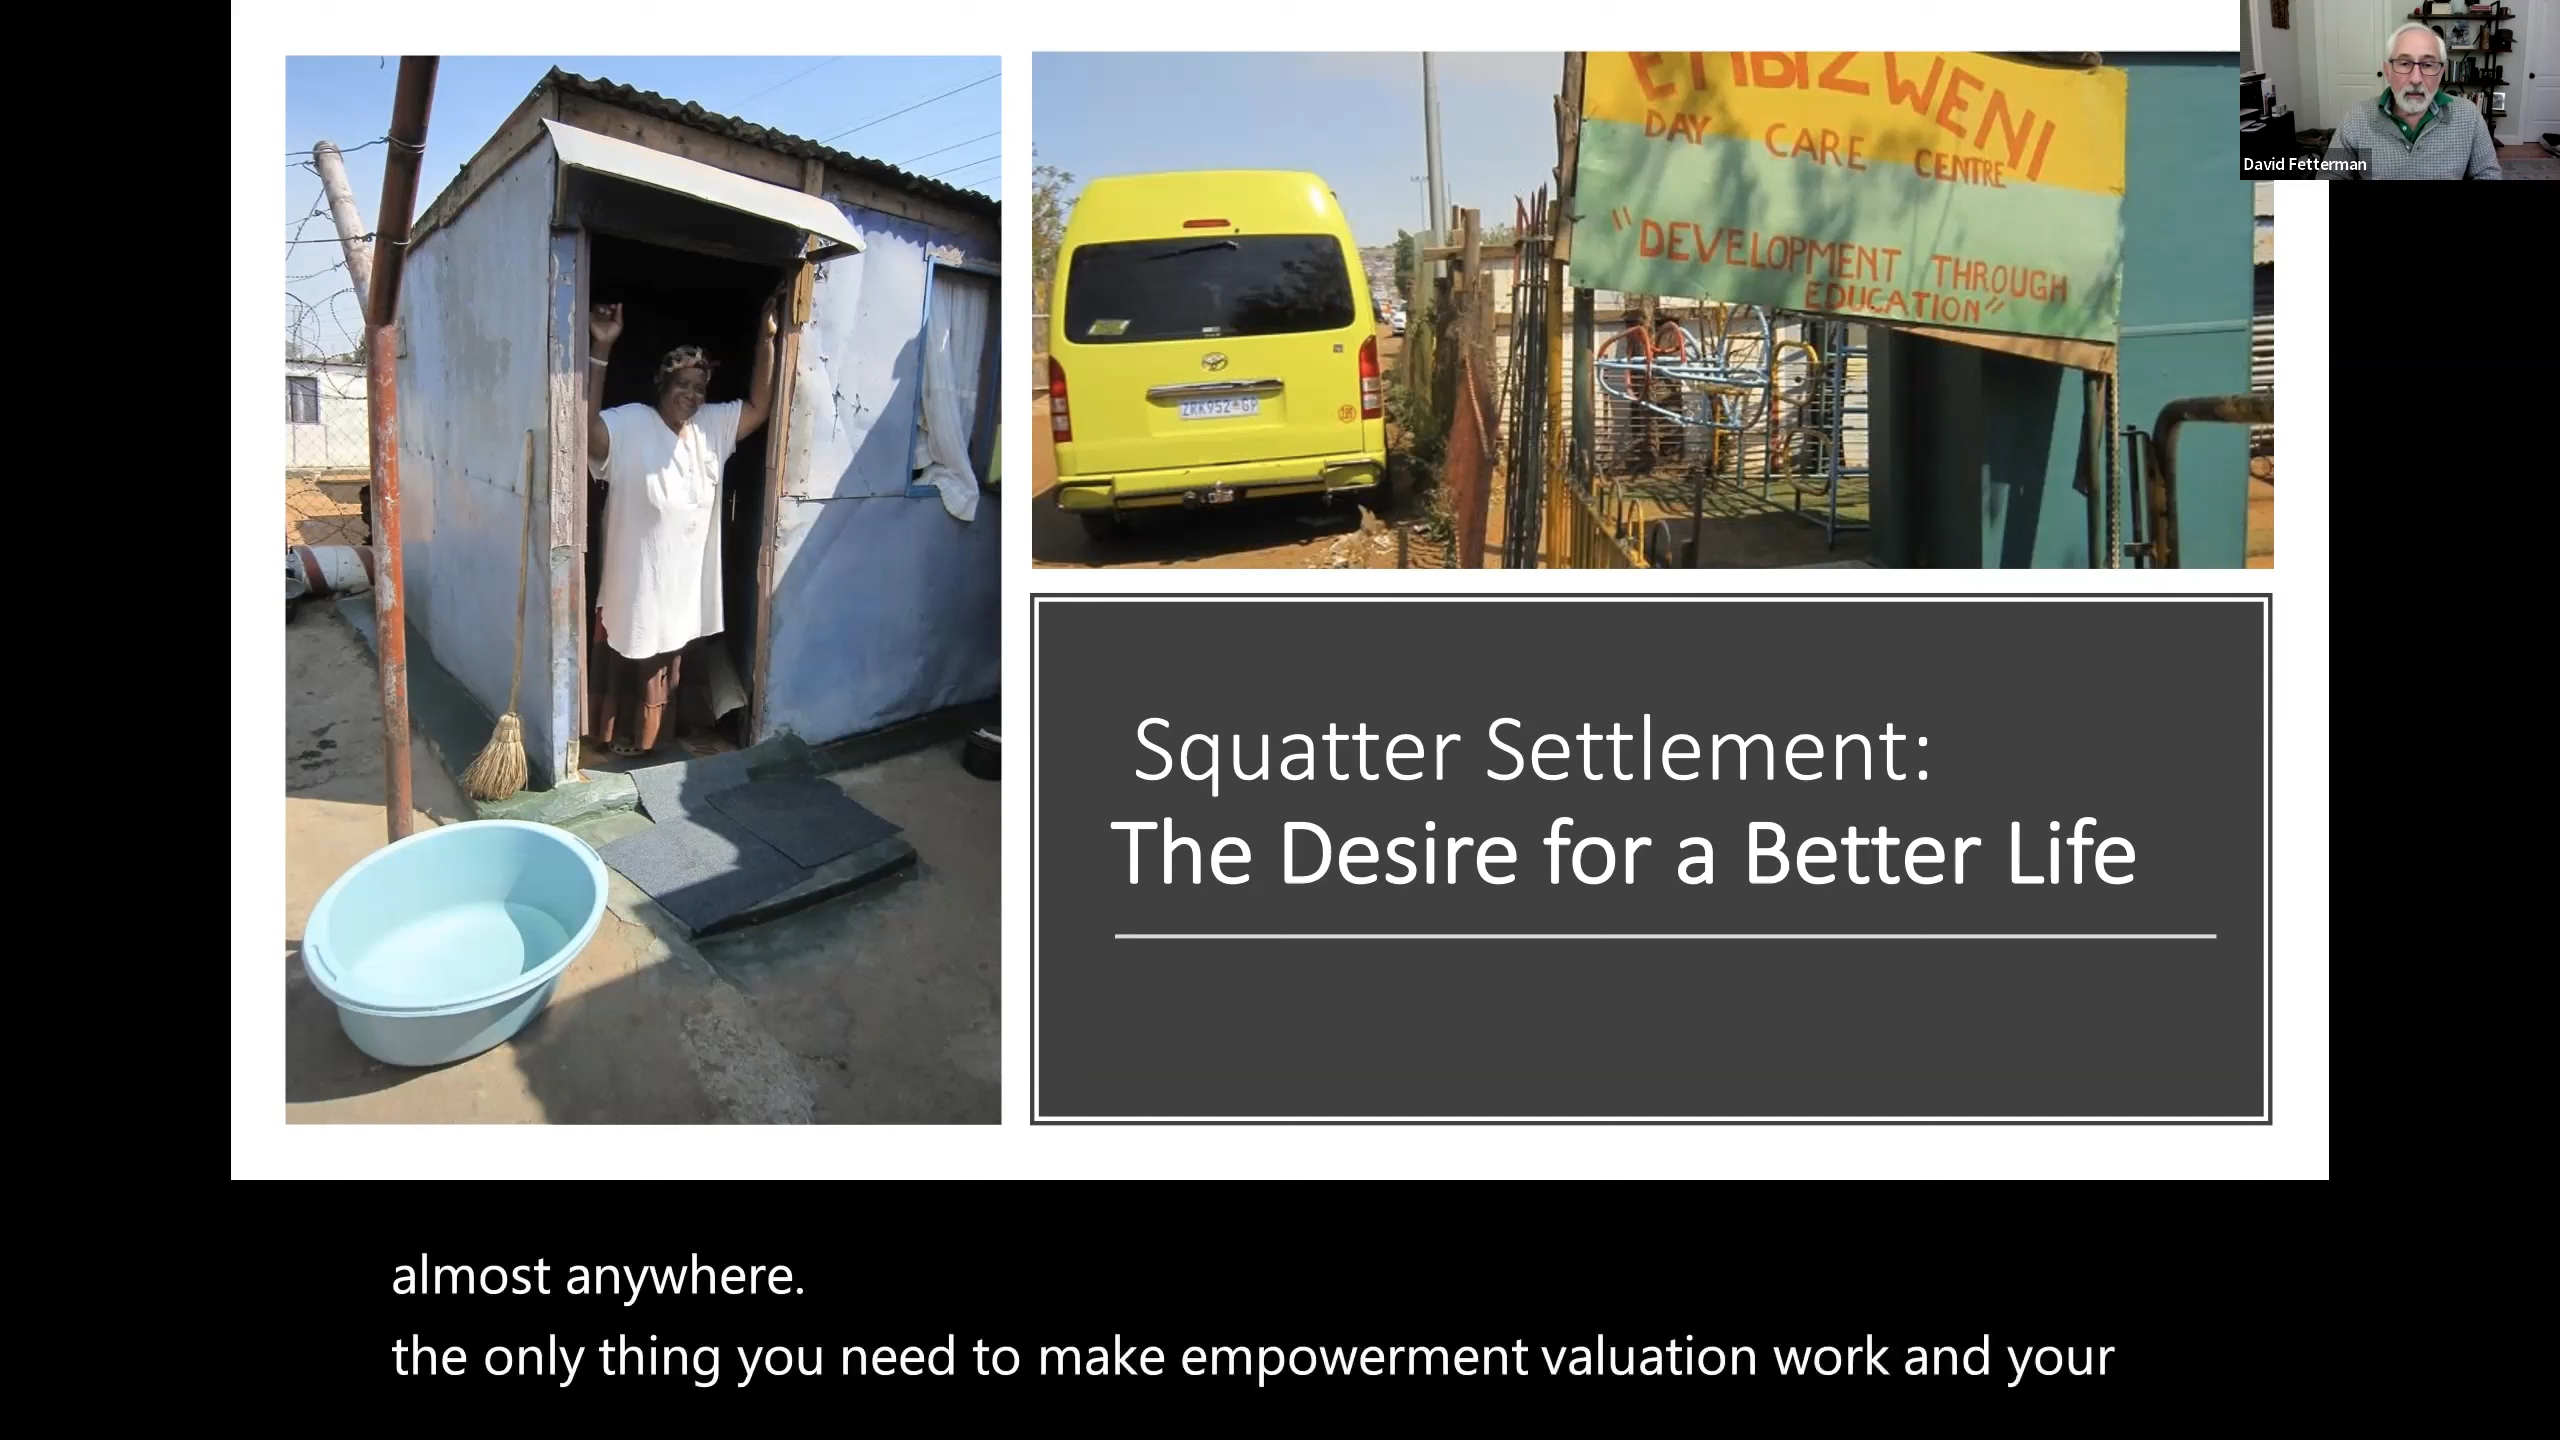 EMBIZWENI
DAY CARE CENTRE
"DEVELOPMENT THROUGH
EDUCATION"
ZRK952 GP
David Fetterman
Squatter Settlement:
The Desire for a Better Life
almost anywhere.
the only thing you need to make empowerment valuation work and your